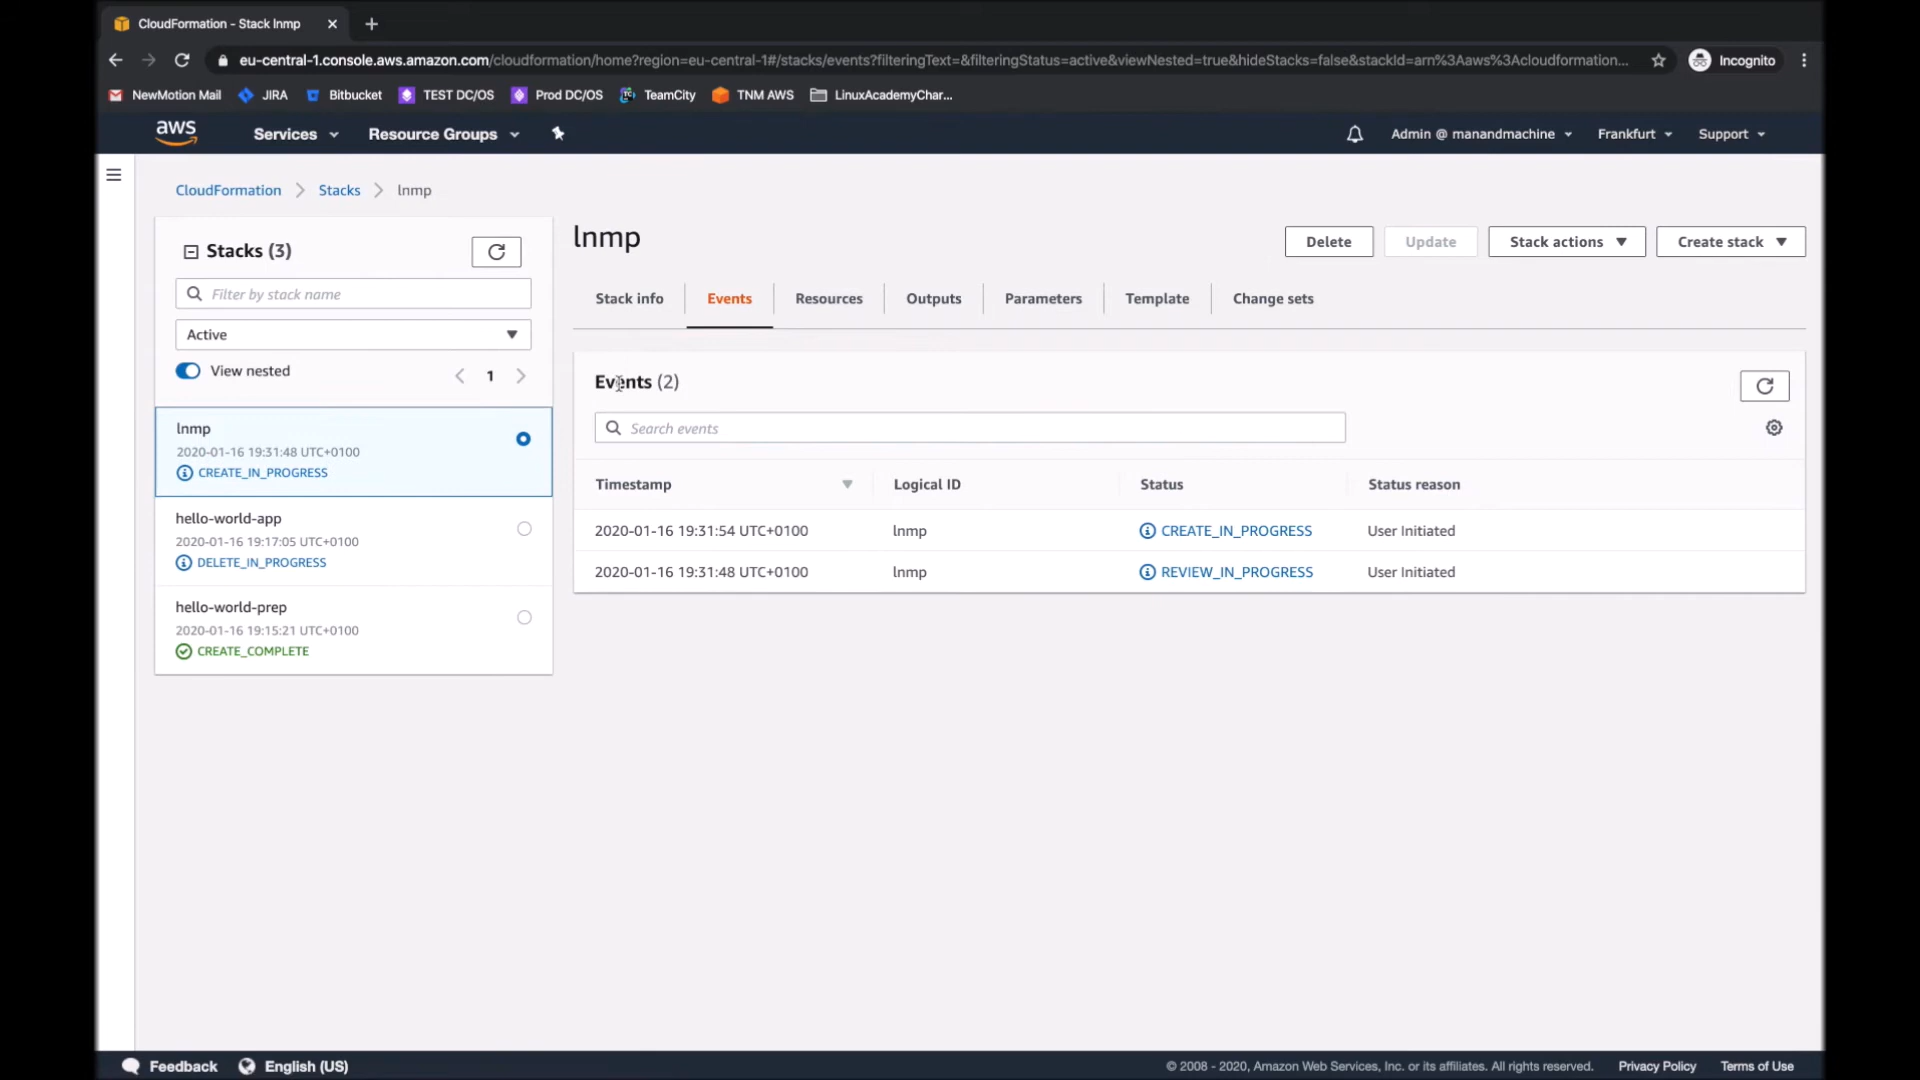 CloudFormation - Stack lnmp
eu-central-1.console.aws.amazon.com/cloudformation/home?region=eu-central-1#/stacks/events?filteringText=&filteringStatus=active&viewNested=true&hideStacks=false&stackId=arn%3Aaws%3Acloudformation...
Incognito
NewMotion Mail
JIRA
Bitbucket
TEST DC/OS
Prod DC/OS
TeamCity
TNM AWS
LinuxAcademyChar...
aws
Services
Resource Groups
Admin @ manandmachine
Frankfurt
Support
CloudFormation
Stacks
lnmp
Stacks (3)
Filter by stack name
Active
View nested
1
lnmp
2020-01-16 19:31:48 UTC+0100
CREATE_IN_PROGRESS
hello-world-app
2020-01-16 19:17:05 UTC+0100
DELETE_IN_PROGRESS
hello-world-prep
2020-01-16 19:15:21 UTC+0100
CREATE_COMPLETE
lnmp
Delete
Update
Stack actions
Create stack
Stack info
Events
Resources
Outputs
Parameters
Template
Change sets
Events (2)
Search events
Timestamp
Logical ID
Status
Status reason
2020-01-16 19:31:54 UTC+0100
lnmp
CREATE_IN_PROGRESS
User Initiated
2020-01-16 19:31:48 UTC+0100
lnmp
REVIEW_IN_PROGRESS
User Initiated
Feedback
English (US)
© 2008 - 2020, Amazon Web Services, Inc. or its affiliates. All rights reserved.
Privacy Policy
Terms of Use